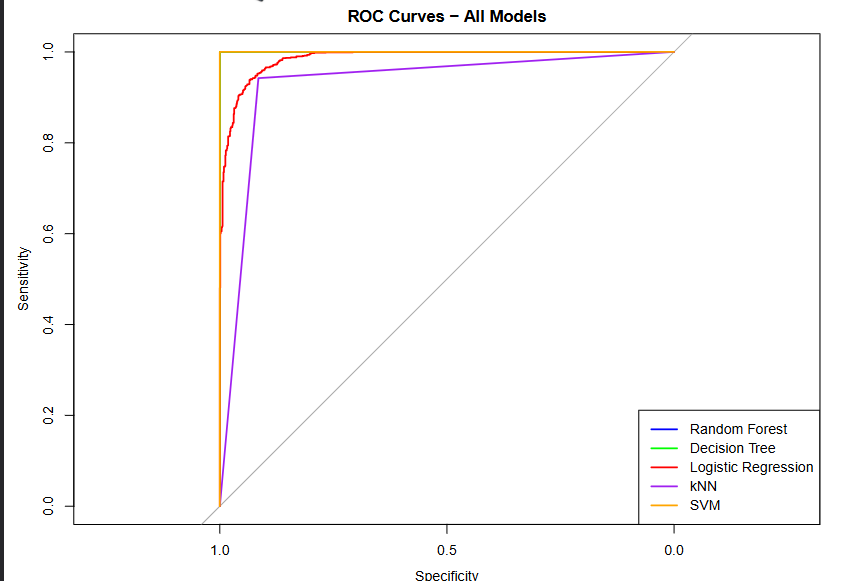 ROC Curves − All Models
1.0
0.8
0.6
0.4
0.2
0.0
Sensitivity
1.0
0.5
0.0
Specificity
Random Forest
Decision Tree
Logistic Regression
kNN
SVM